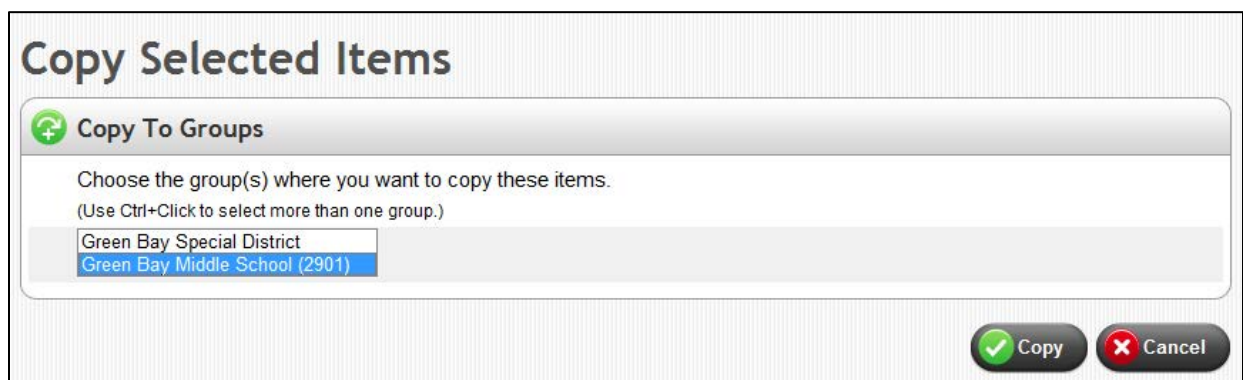 Copy Selected Items
Copy To Groups
Choose the group(s) where you want to copy these items.
(Use Ctrl+Click to select more than one group.)
Green Bay Special District
Green Bay Middle School (2901)
Copy Cancel